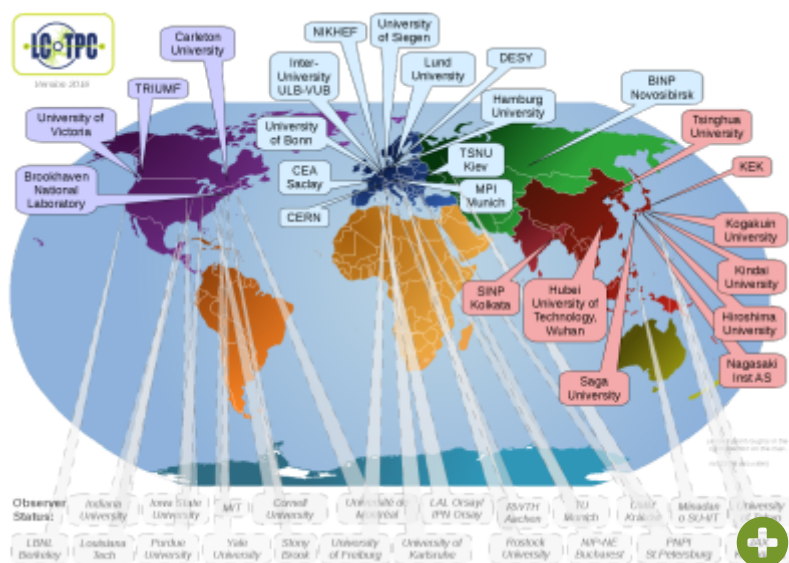 LCTPC
Carleton
University
NIKHEF
University
of Siegen
TRIUMF
Inter-
University
ULB-VUB
Lund
University
DESY
BINP
Novosibirsk
University of
Victoria
University
of Bonn
Hamburg
University
Tsinghua
University
Brookhaven
National
Laboratory
CEA
Saclay
TSNU
Kiev
KEK
CERN
MPI
Munich
Kogakuin
University
SINP
Kolkata
Hubei
University of
Technology,
Wuhan
Kindai
University
Hiroshima
University
Saga
University
Nagasaki
Inst AS
Observer
Status:
Indiana
University
Iowa State
University
MIT
Cornell
University
Université de
Montréal
LAL Orsay/
IPN Orsay
RWTH
Aachen
TU
Munich
University
LBNL
Berkeley
Louisiana
Tech
Purdue
University
Yale
University
Stony
Brook
University
of Freiburg
University of
Karlsruhe
Rostock
University
NIP-NE
Bucharest
PNPI
St Petersburg